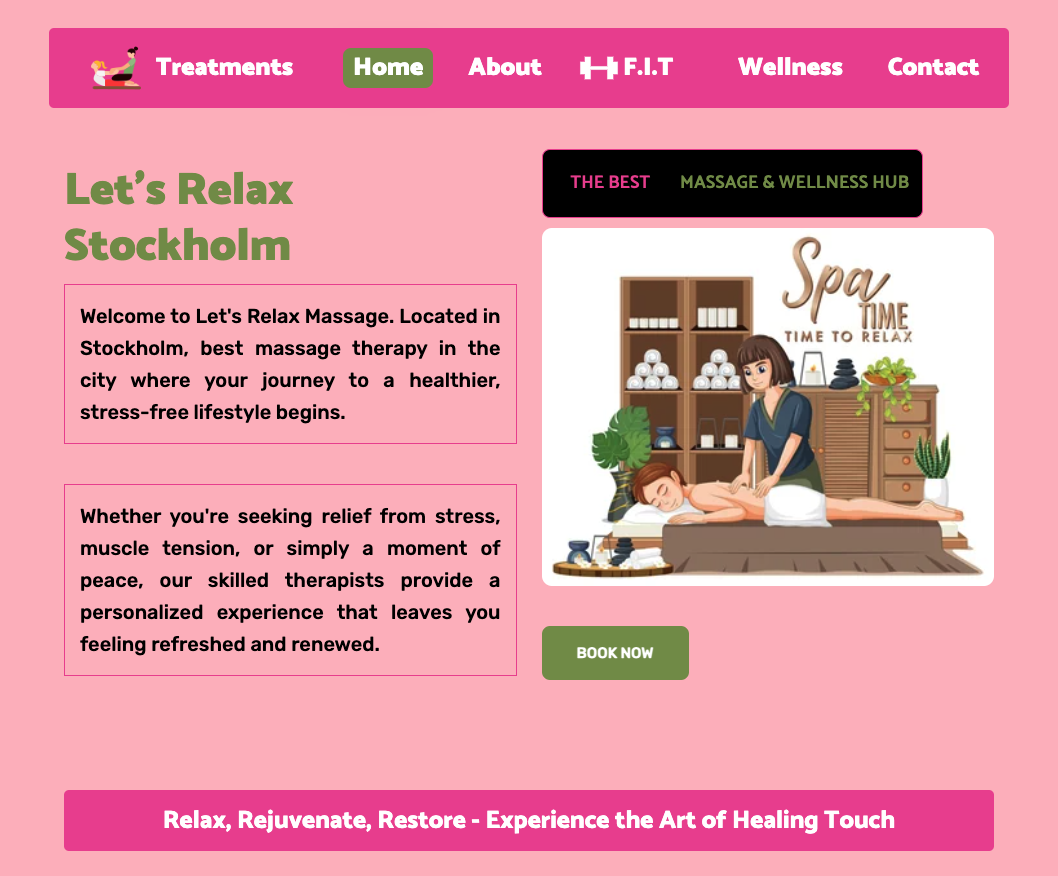 Treatments Home About F.I.T Wellness Contact
Let's Relax
Stockholm
Welcome to Let's Relax Massage. Located in
Stockholm, best massage therapy in the
city where your journey to a healthier,
stress-free lifestyle begins.
Whether you're seeking relief from stress,
muscle tension, or simply a moment of
peace, our skilled therapists provide a
personalized experience that leaves you
feeling refreshed and renewed.
THE BEST MASSAGE & WELLNESS HUB
Spa
TIME
TIME TO RELAX
BOOK NOW
Relax, Rejuvenate, Restore - Experience the Art of Healing Touch